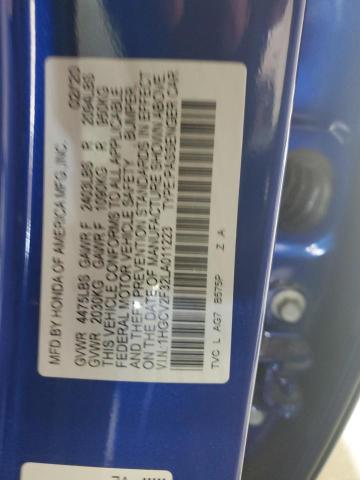 MFD BY HONDA OF AMERICA MFG.,INC. 02/20
GVWR 4475LBS GAWR F 2403LBS R 2094LBS
GVWR 2030KG GAWR F 1090KG R 950KG
THIS VEHICLE CONFORMS TO ALL APPLICABLE
FEDERAL MOTOR VEHICLE SAFETY, BUMPER,
AND THEFT PREVENTION STANDARDS IN EFFECT
ON THE DATE OF MANUFACTURE SHOWN ABOVE.
V.I.N.:1HGCV2F32LA011223 TYPE:PASSENGER CAR
TVC L AG7 B575P Z A